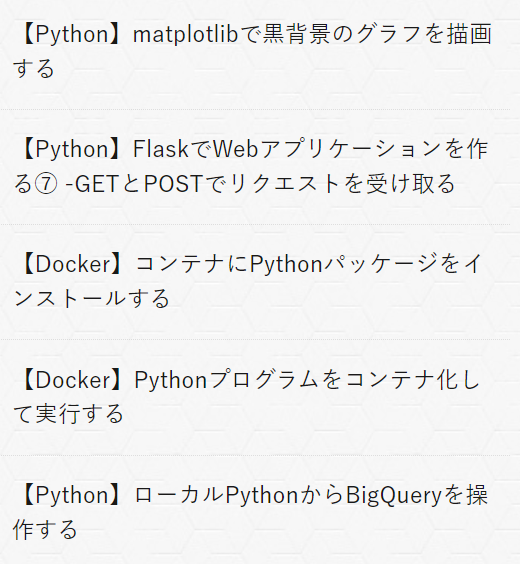 【Python】matplotlibで黒背景のグラフを描画
する
【Python】FlaskでWebアプリケーションを作
る⑦ -GETとPOSTでリクエストを受け取る
【Docker】コンテナにPythonパッケージをイ
ンストールする
【Docker】Pythonプログラムをコンテナ化し
て実行する
【Python】ローカルPythonからBigQueryを操
作する